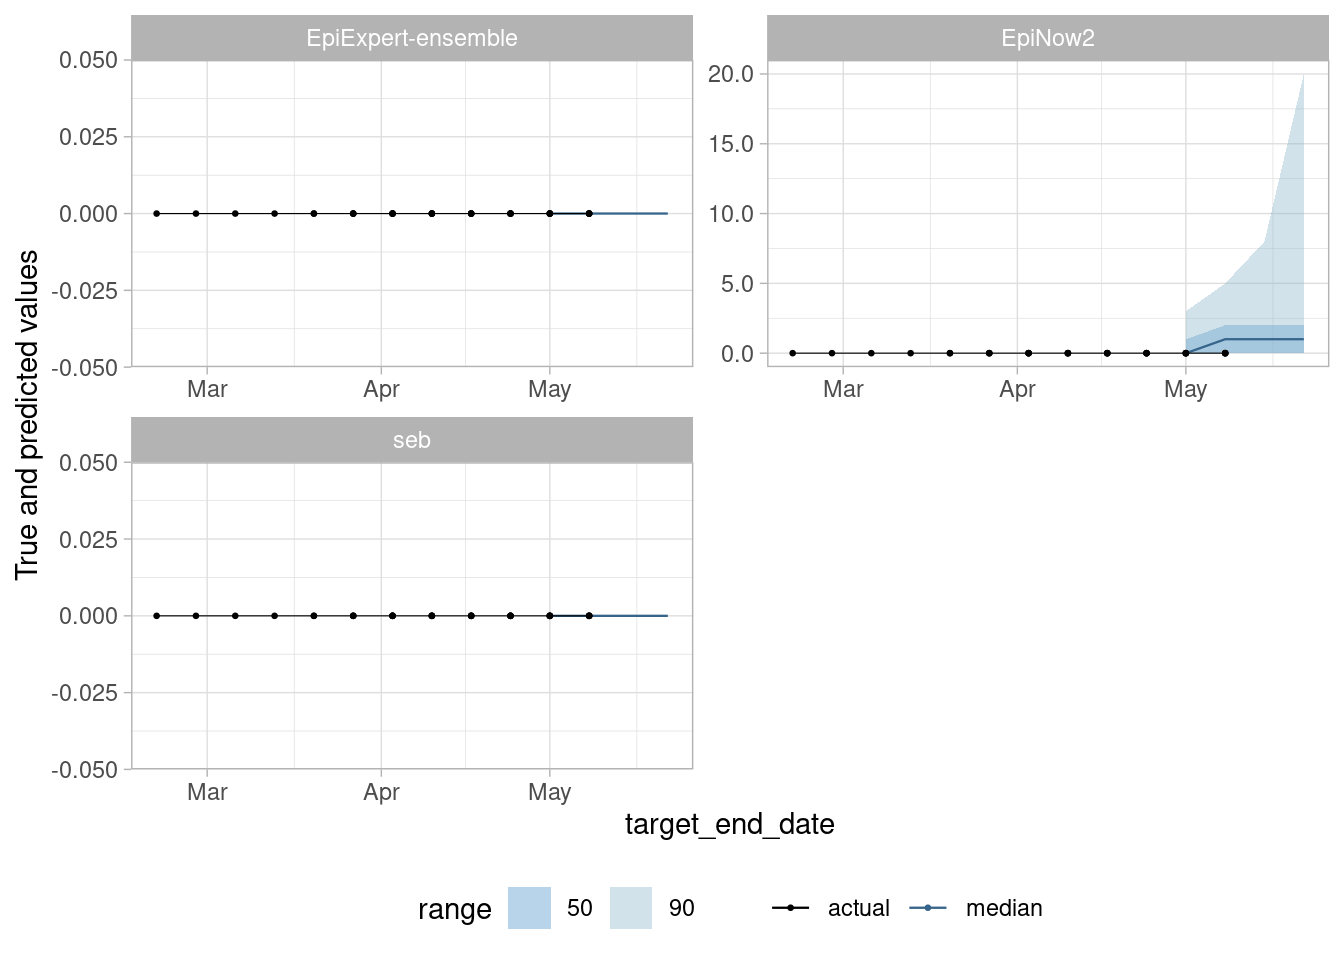 EpiExpert-ensemble
EpiNow2
0.050
0.025
0.000
-0.025
-0.050
20.0
15.0
10.0
5.0
0.0
Mar Apr May
Mar Apr May
True and predicted values
seb
0.050
0.025
0.000
-0.025
-0.050
Mar Apr May
target_end_date
range 50 90 actual median